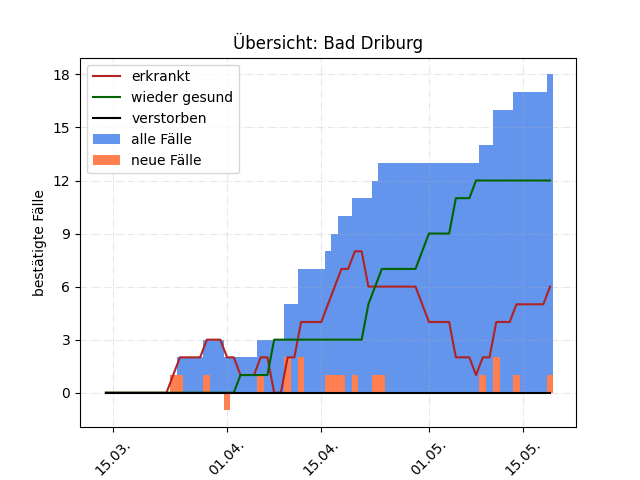 Übersicht: Bad Driburg
erkrankt
wieder gesund
verstorben
alle Fälle
neue Fälle
bestätigte Fälle
18
15
12
9
6
3
0
15.03.
01.04.
15.04.
01.05.
15.05.